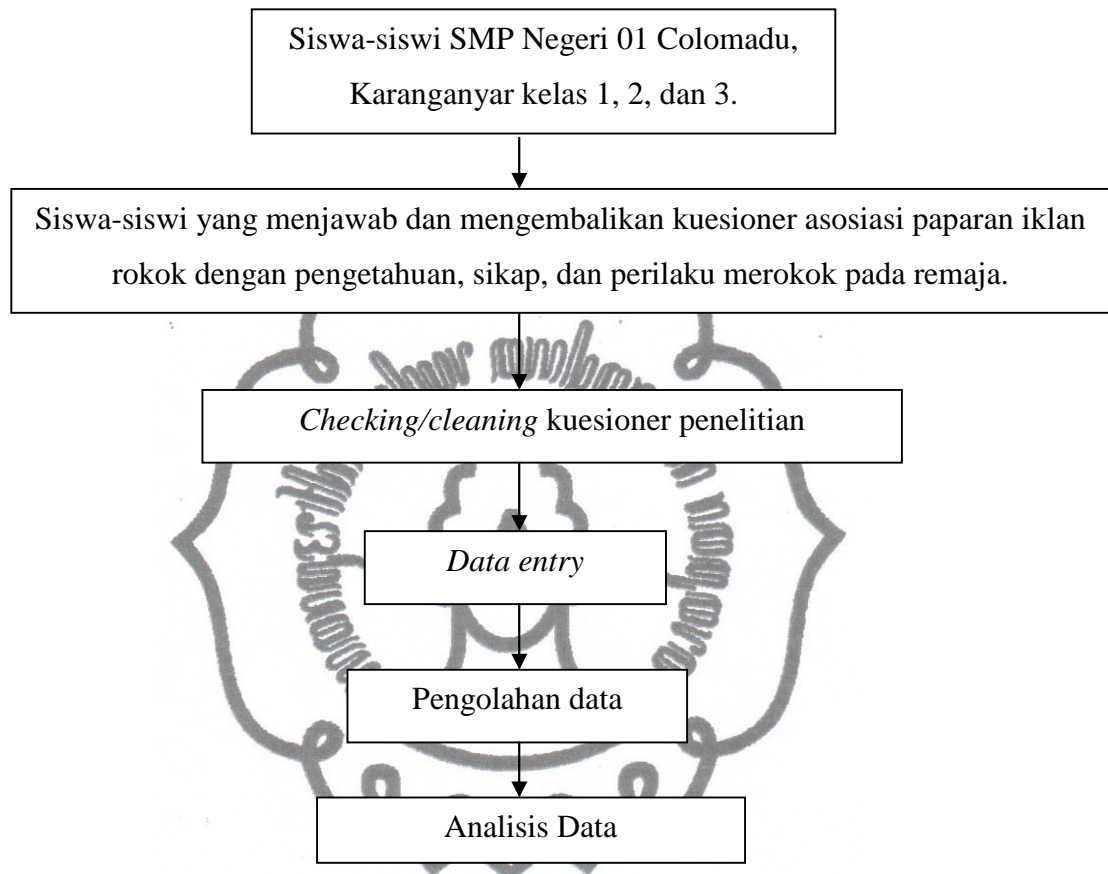 Siswa-siswi SMP Negeri 01 Colomadu,
Karanganyar kelas 1, 2, dan 3.
Siswa-siswi yang menjawab dan mengembalikan kuesioner asosiasi paparan iklan
rokok dengan pengetahuan, sikap, dan perilaku merokok pada remaja.
Checking/cleaning kuesioner penelitian
Data entry
Pengolahan data
Analisis Data